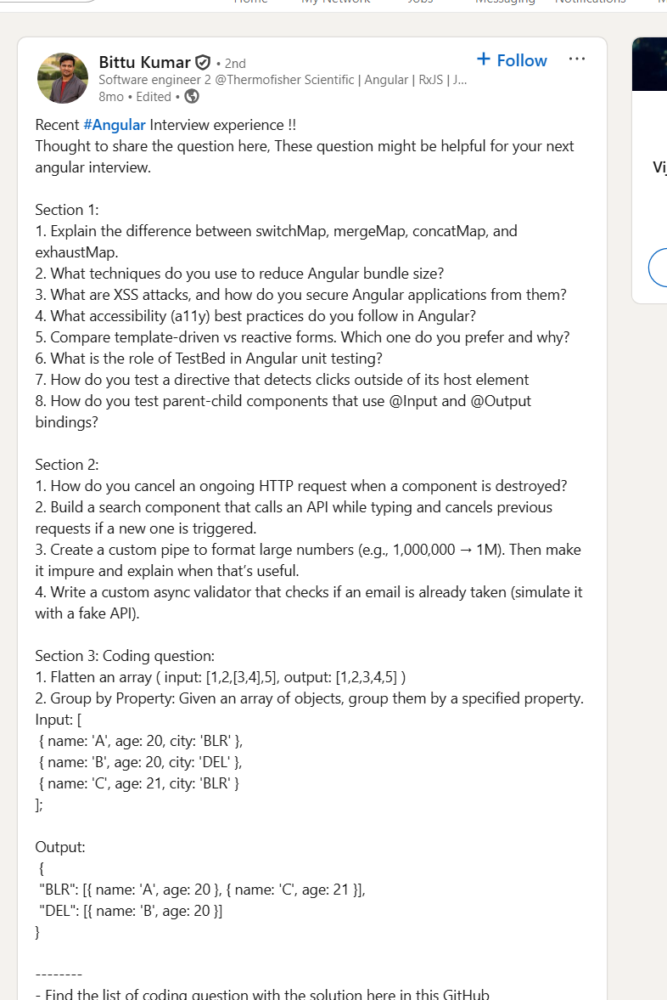 Home My Network Jobs Messaging Notifications
Bittu Kumar • 2nd
+ Follow ...
Software engineer 2 @Thermofisher Scientific | Angular | RxJS | J...
8mo • Edited •
Recent #Angular Interview experience !!
Thought to share the question here, These question might be helpful for your next
angular interview.
Vi
Section 1:
1. Explain the difference between switchMap, mergeMap, concatMap, and
exhaustMap.
2. What techniques do you use to reduce Angular bundle size?
3. What are XSS attacks, and how do you secure Angular applications from them?
4. What accessibility (a11y) best practices do you follow in Angular?
5. Compare template-driven vs reactive forms. Which one do you prefer and why?
6. What is the role of TestBed in Angular unit testing?
7. How do you test a directive that detects clicks outside of its host element
8. How do you test parent-child components that use @Input and @Output
bindings?
Section 2:
1. How do you cancel an ongoing HTTP request when a component is destroyed?
2. Build a search component that calls an API while typing and cancels previous
requests if a new one is triggered.
3. Create a custom pipe to format large numbers (e.g., 1,000,000 → 1M). Then make
it impure and explain when that’s useful.
4. Write a custom async validator that checks if an email is already taken (simulate it
with a fake API).
Section 3: Coding question:
1. Flatten an array ( input: [1,2,[3,4],5], output: [1,2,3,4,5] )
2. Group by Property: Given an array of objects, group them by a specified property.
Input: [
{ name: 'A', age: 20, city: 'BLR' },
{ name: 'B', age: 20, city: 'DEL' },
{ name: 'C', age: 21, city: 'BLR' }
];
Output:
{
"BLR": [{ name: 'A', age: 20 }, { name: 'C', age: 21 }],
"DEL": [{ name: 'B', age: 20 }]
}
--------
- Find the list of coding question with the solution here in this GitHub